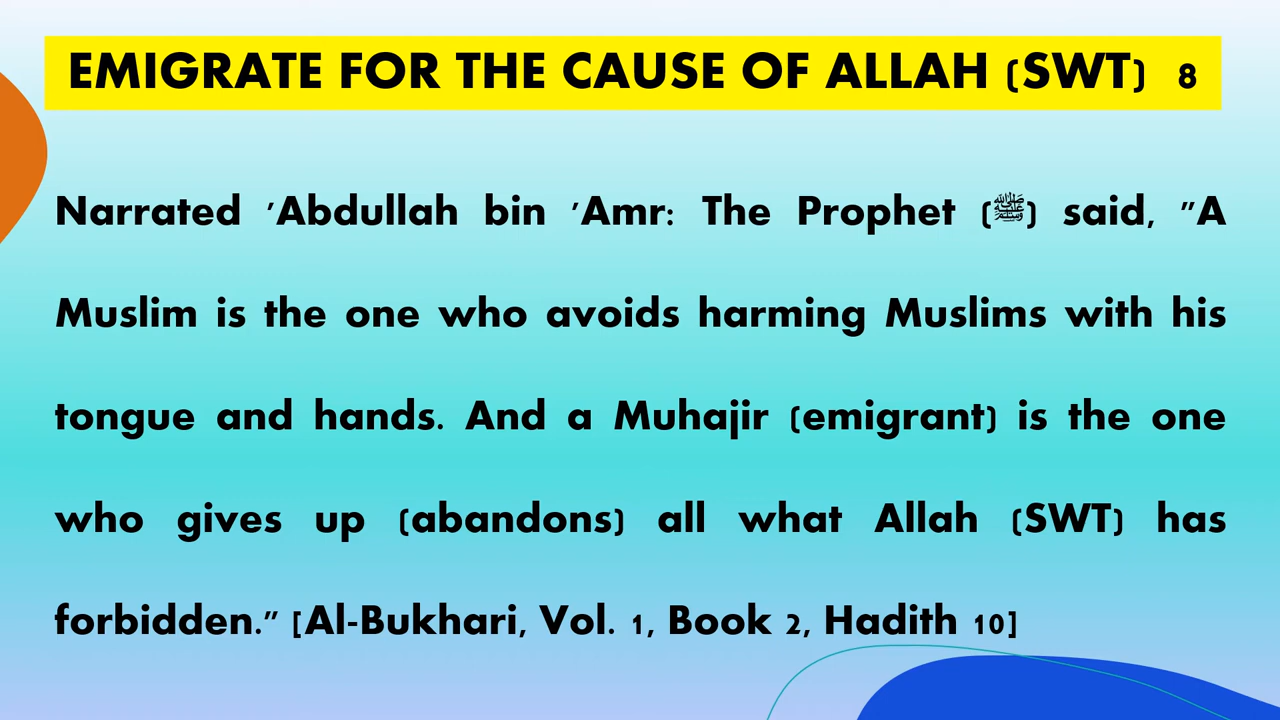 EMIGRATE FOR THE CAUSE OF ALLAH (SWT) 8
Narrated 'Abdullah bin 'Amr: The Prophet (ﷺ) said, "A
Muslim is the one who avoids harming Muslims with his
tongue and hands. And a Muhajir (emigrant) is the one
who gives up (abandons) all what Allah (SWT) has
forbidden." [Al-Bukhari, Vol. 1, Book 2, Hadith 10]